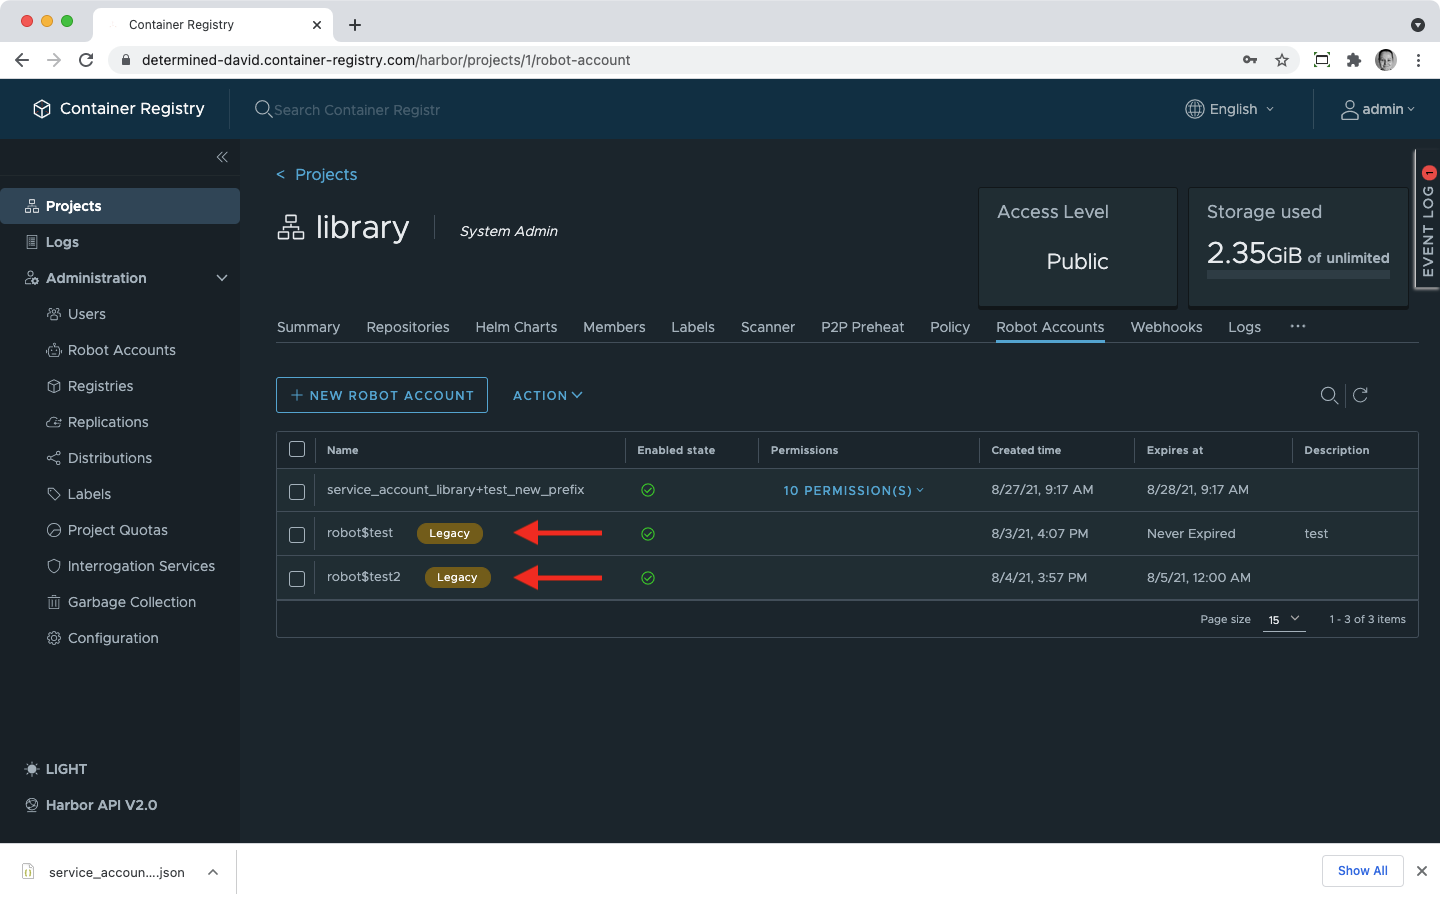 Container Registry
determined-david.container-registry.com/harbor/projects/1/robot-account
Container Registry
Search Container Registr
English
admin
Projects
Logs
Administration
Users
Robot Accounts
Registries
Replications
Distributions
Labels
Project Quotas
Interrogation Services
Garbage Collection
Configuration
LIGHT
Harbor API V2.0
< Projects
library
System Admin
Access Level
Public
Storage used
2.35GiB of unlimited
EVENT LOG 1
Summary Repositories Helm Charts Members Labels Scanner P2P Preheat Policy Robot Accounts Webhooks Logs ...
+ NEW ROBOT ACCOUNT ACTION
Name Enabled state Permissions Created time Expires at Description
service_account_library+test_new_prefix 10 PERMISSION(S) 8/27/21, 9:17 AM 8/28/21, 9:17 AM
robot$test Legacy 8/3/21, 4:07 PM Never Expired test
robot$test2 Legacy 8/4/21, 3:57 PM 8/5/21, 12:00 AM
Page size 15 1 - 3 of 3 items
service_accoun....json
Show All